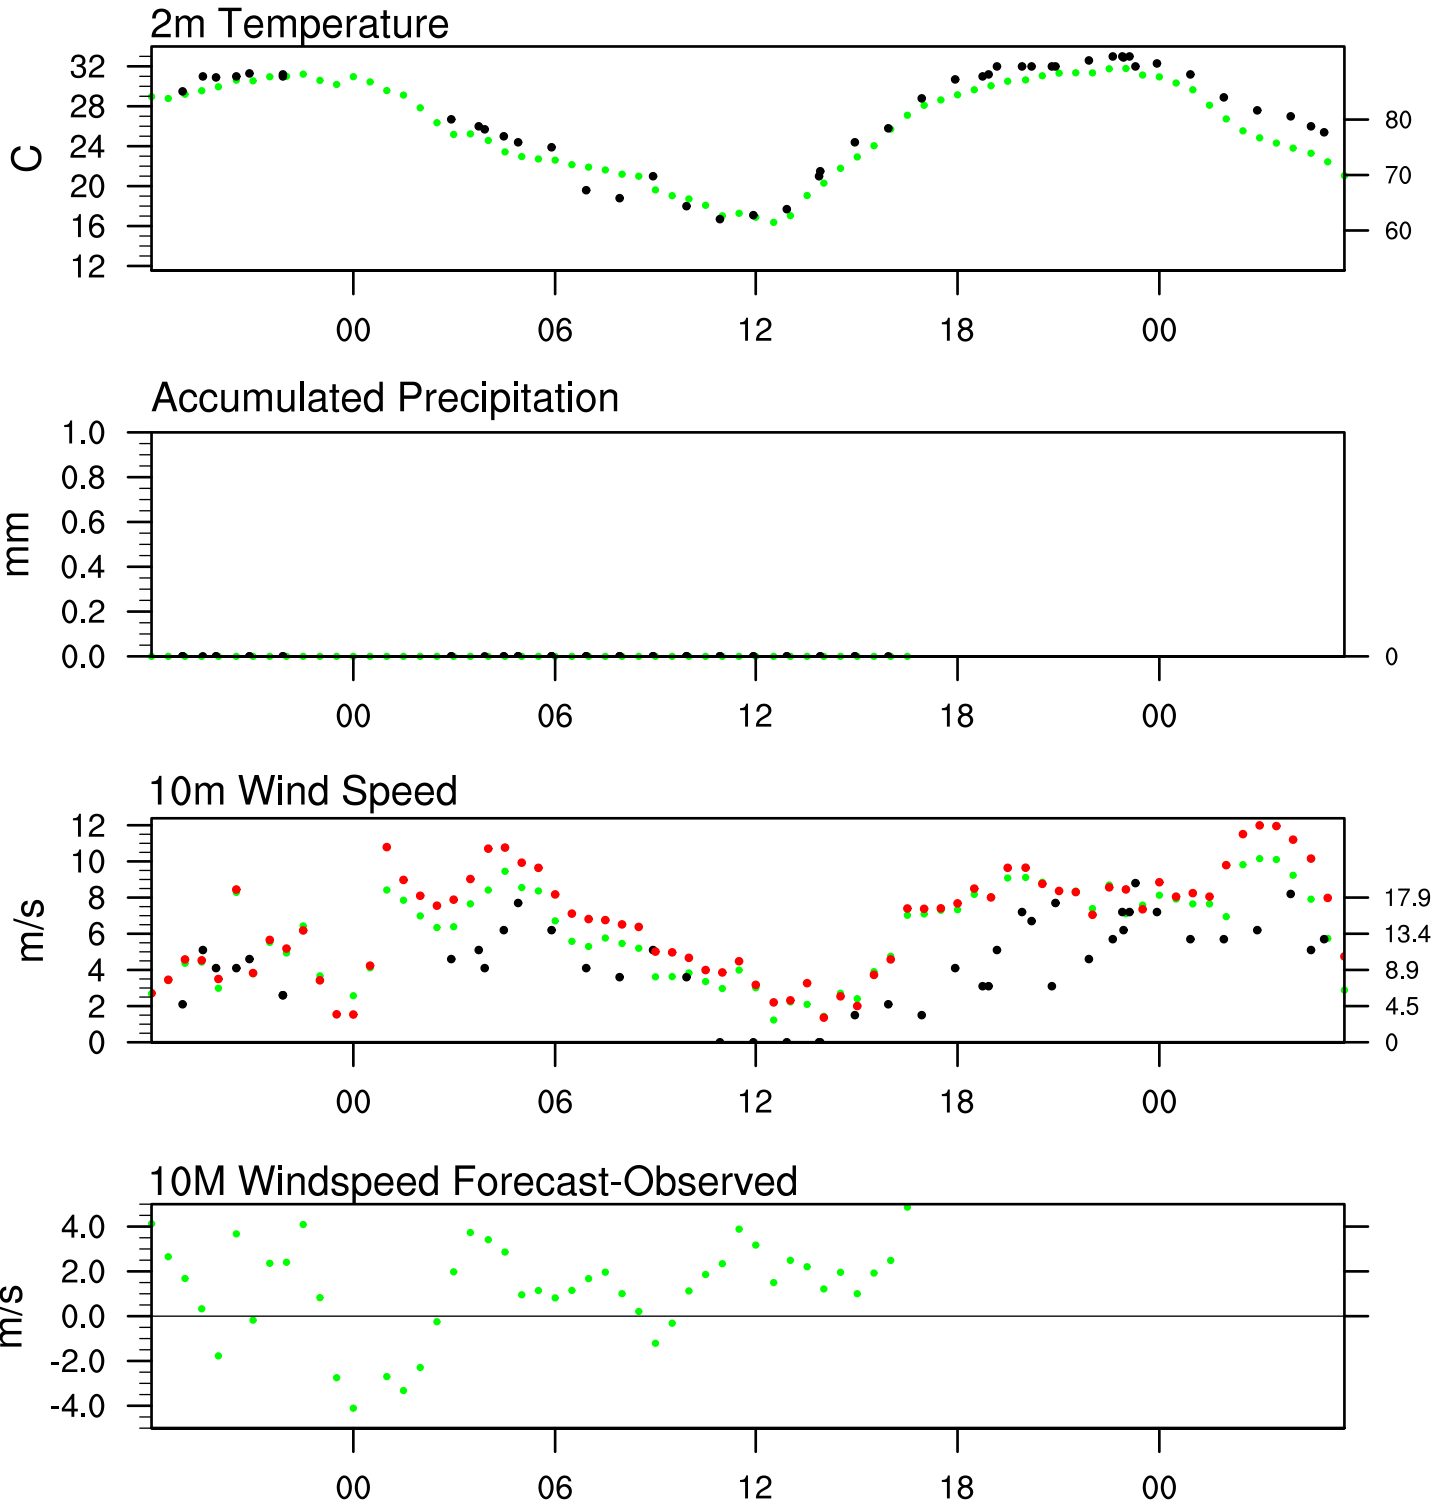 2m Temperature
32
28
24
20
16
12
C
80
70
60
00 06 12 18 00
Accumulated Precipitation
1.0
0.8
0.6
0.4
0.2
0.0
mm
0
00 06 12 18 00
10m Wind Speed
12
10
8
6
4
2
0
m/s
17.9
13.4
8.9
4.5
0
00 06 12 18 00
10M Windspeed Forecast-Observed
4.0
2.0
0.0
-2.0
-4.0
m/s
00 06 12 18 00